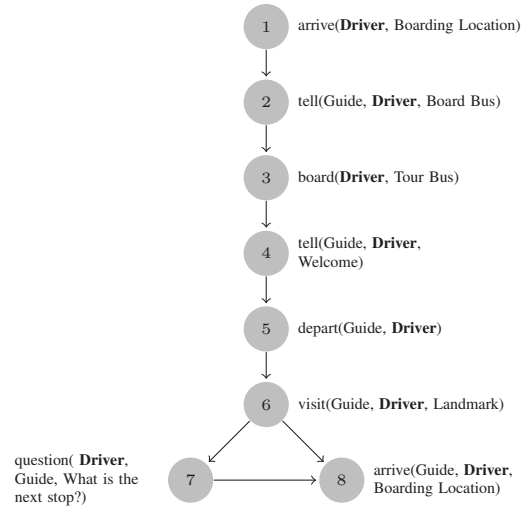 1 arrive(Driver, Boarding Location)
2 tell(Guide, Driver, Board Bus)
3 board(Driver, Tour Bus)
4 tell(Guide, Driver,
Welcome)
5 depart(Guide, Driver)
6 visit(Guide, Driver, Landmark)
question( Driver,
Guide, What is the
next stop?)
7
8 arrive(Guide, Driver,
Boarding Location)